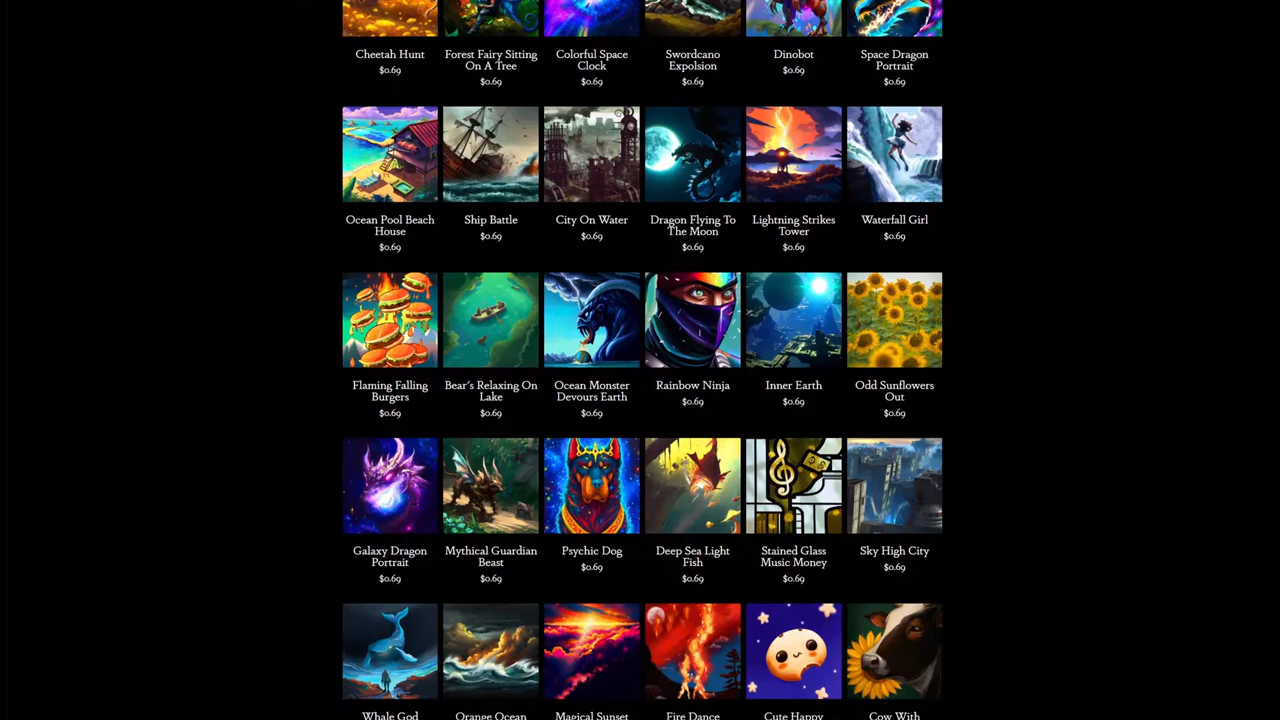 Cheetah Hunt
$0.69
Forest Fairy Sitting
On A Tree
$0.69
Colorful Space
Clock
$0.69
Swordcano
Expolsion
$0.69
Dinobot
$0.69
Space Dragon
Portrait
$0.69
Ocean Pool Beach
House
$0.69
Ship Battle
$0.69
City On Water
$0.69
Dragon Flying To
The Moon
$0.69
Lightning Strikes
Tower
$0.69
Waterfall Girl
$0.69
Flaming Falling
Burgers
$0.69
Bear's Relaxing On
Lake
$0.69
Ocean Monster
Devours Earth
$0.69
Rainbow Ninja
$0.69
Inner Earth
$0.69
Odd Sunflowers
Out
$0.69
Galaxy Dragon
Portrait
$0.69
Mythical Guardian
Beast
$0.69
Psychic Dog
$0.69
Deep Sea Light
Fish
$0.69
Stained Glass
Music Money
$0.69
Sky High City
$0.69
Whale God
Orange Ocean
Magical Sunset
Fire Dance
Cute Happy
Cow With